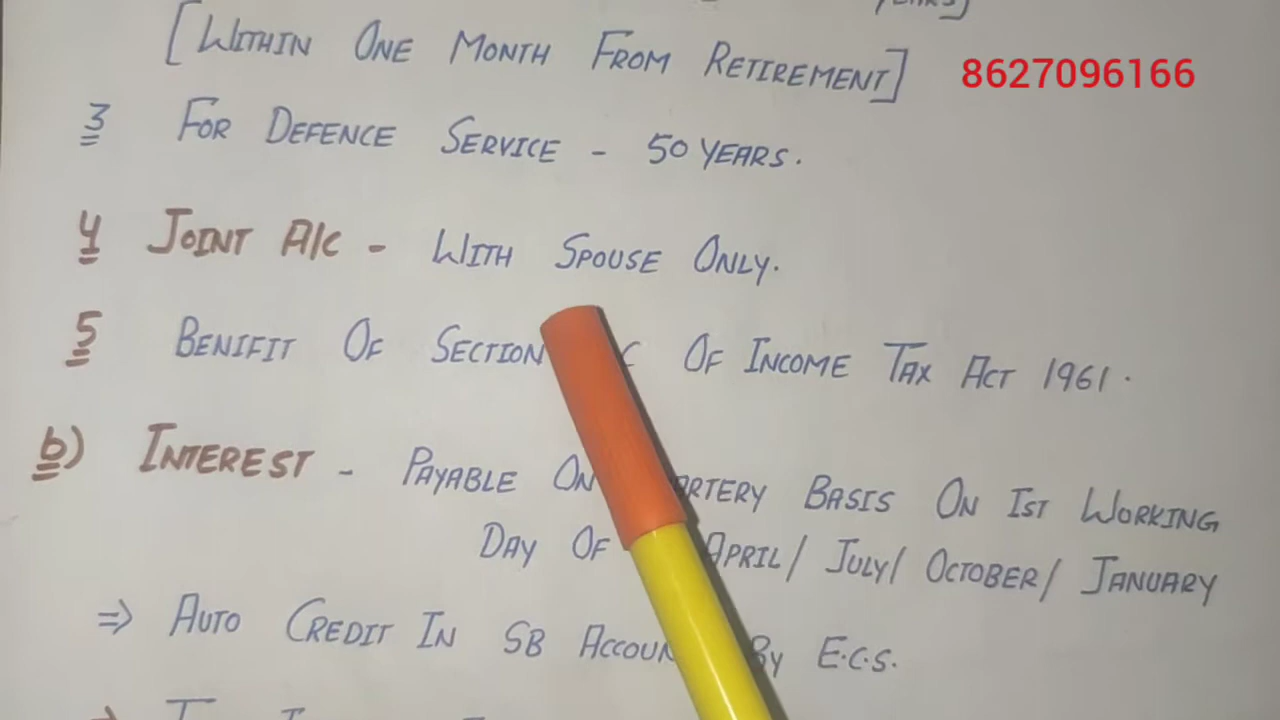 [WITHIN ONE MONTH FROM RETIREMENT]
8627096166
3 FOR DEFENCE SERVICE - 50 YEARS.
4 JOINT A/C - WITH SPOUSE ONLY.
5 BENIFIT OF SECTION OF INCOME TAX ACT 1961.
b) INTEREST - PAYABLE ON BASIS ON IST WORKING
DAY OF APRIL/ JULY/ OCTOBER/ JANUARY
⇒ AUTO CREDIT IN SB BY E.C.S.